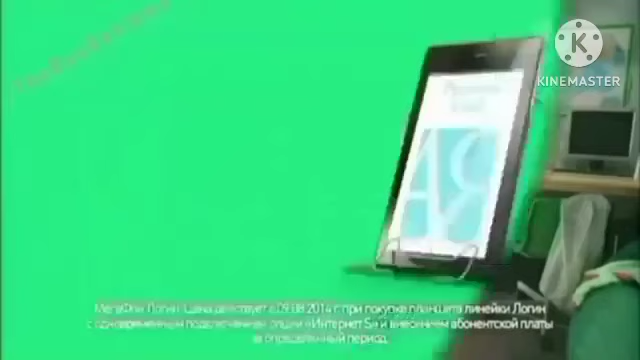 KINEMASTER
МегаФон Логин. Цена действует с 09.08.2014 г. при покупке планшета линейки Логин
с одновременным подключением опции «Интернет S» и внесением абонентской платы
за определенный период.